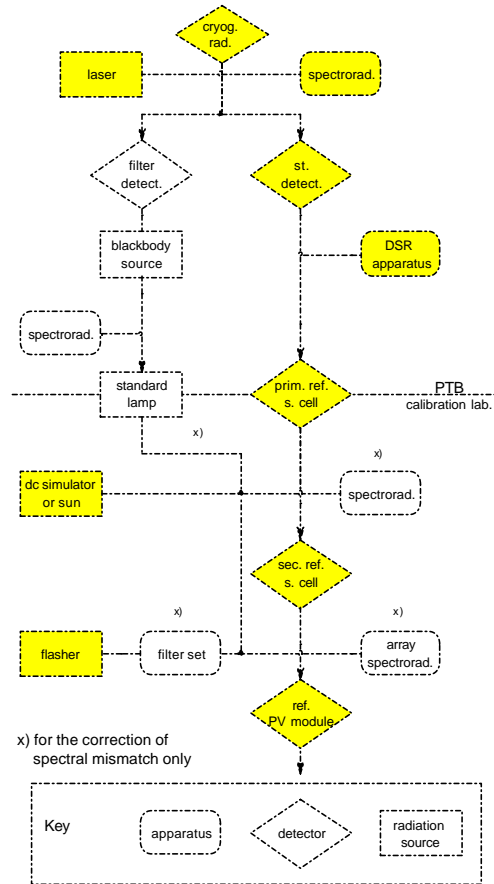 cryog.
rad.
laser
spectrorad.
filter
detect.
st.
detect.
blackbody
source
DSR
apparatus
spectrorad.
standard
lamp
prim. ref.
s. cell
PTB
calibration lab.
x)
x)
dc simulator
or sun
spectrorad.
sec. ref.
s. cell
x)
x)
flasher
filter set
array
spectrorad.
ref.
PV module
x) for the correction of
spectral mismatch only
Key
apparatus
detector
radiation
source